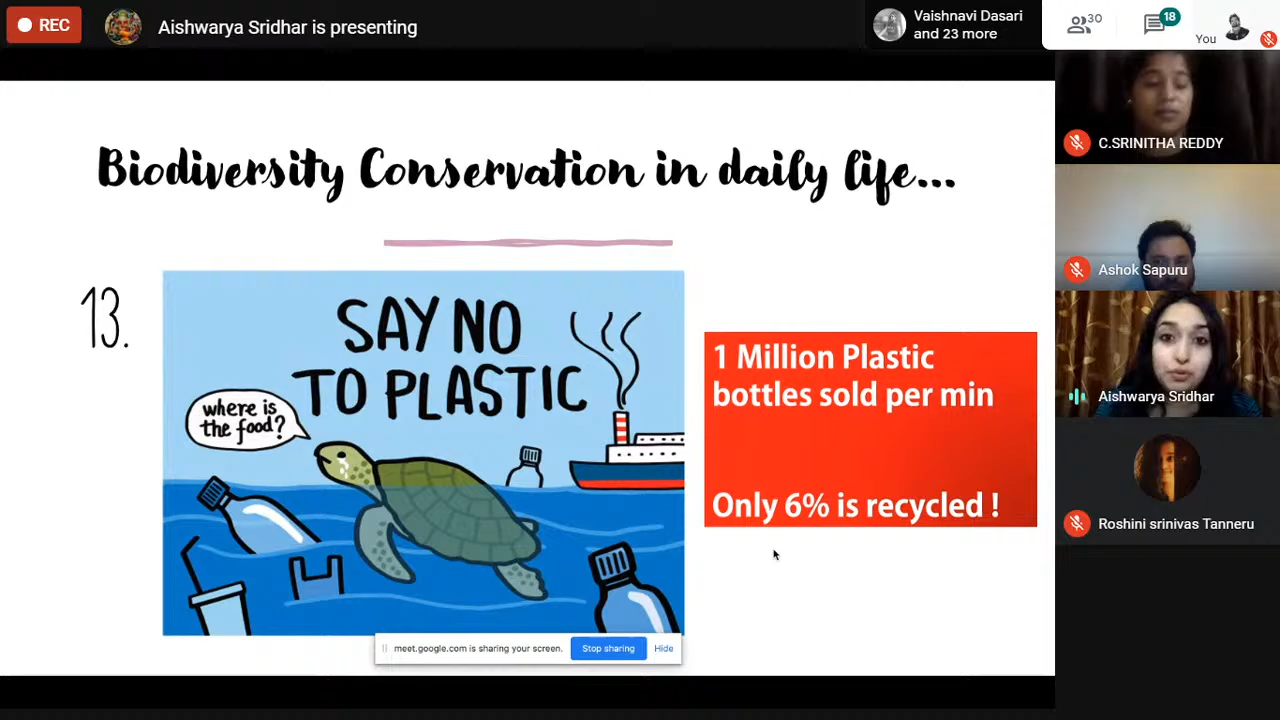 REC
Aishwarya Sridhar is presenting
Vaishnavi Dasari
and 23 more
30
18
You
Biodiversity Conservation in daily life...
13.
SAY NO
TO PLASTIC
where is
the food?
1 Million Plastic
bottles sold per min
Only 6% is recycled !
meet.google.com is sharing your screen.
Stop sharing
Hide
C.SRINITHA REDDY
Ashok Sapuru
Aishwarya Sridhar
Roshini srinivas Tanneru